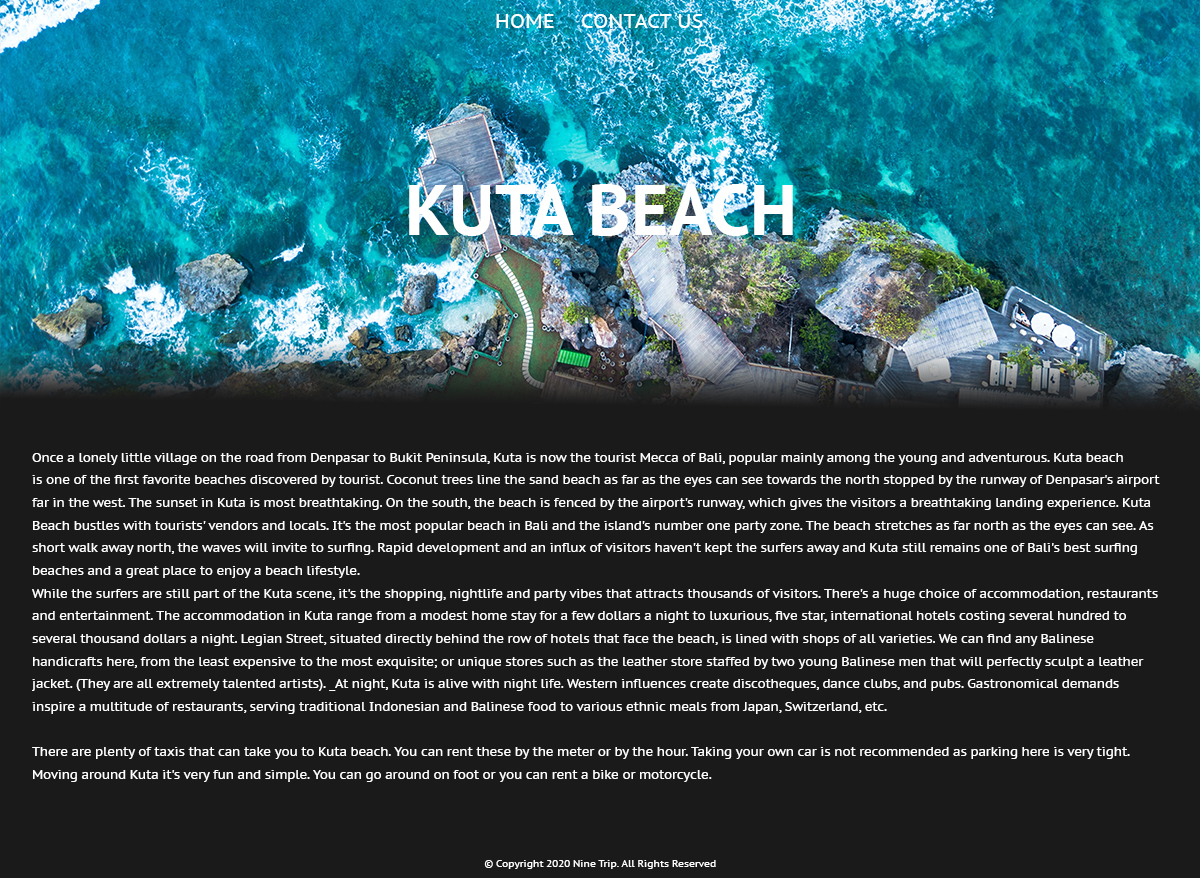 HOME CONTACT US
KUTA BEACH
Once a lonely little village on the road from Denpasar to Bukit Peninsula, Kuta is now the tourist Mecca of Bali, popular mainly among the young and adventurous. Kuta beach
is one of the first favorite beaches discovered by tourist. Coconut trees line the sand beach as far as the eyes can see towards the north stopped by the runway of Denpasar's airport
far in the west. The sunset in Kuta is most breathtaking. On the south, the beach is fenced by the airport's runway, which gives the visitors a breathtaking landing experience. Kuta
Beach bustles with tourists' vendors and locals. It's the most popular beach in Bali and the island's number one party zone. The beach stretches as far north as the eyes can see. As
short walk away north, the waves will invite to surfing. Rapid development and an influx of visitors haven't kept the surfers away and Kuta still remains one of Bali's best surfing
beaches and a great place to enjoy a beach lifestyle.
While the surfers are still part of the Kuta scene, it's the shopping, nightlife and party vibes that attracts thousands of visitors. There's a huge choice of accommodation, restaurants
and entertainment. The accommodation in Kuta range from a modest home stay for a few dollars a night to luxurious, five star, international hotels costing several hundred to
several thousand dollars a night. Legian Street, situated directly behind the row of hotels that face the beach, is lined with shops of all varieties. We can find any Balinese
handicrafts here, from the least expensive to the most exquisite; or unique stores such as the leather store staffed by two young Balinese men that will perfectly sculpt a leather
jacket. (They are all extremely talented artists). _At night, Kuta is alive with night life. Western influences create discotheques, dance clubs, and pubs. Gastronomical demands
inspire a multitude of restaurants, serving traditional Indonesian and Balinese food to various ethnic meals from Japan, Switzerland, etc.
There are plenty of taxis that can take you to Kuta beach. You can rent these by the meter or by the hour. Taking your own car is not recommended as parking here is very tight.
Moving around Kuta it's very fun and simple. You can go around on foot or you can rent a bike or motorcycle.
© Copyright 2020 Nine Trip. All Rights Reserved